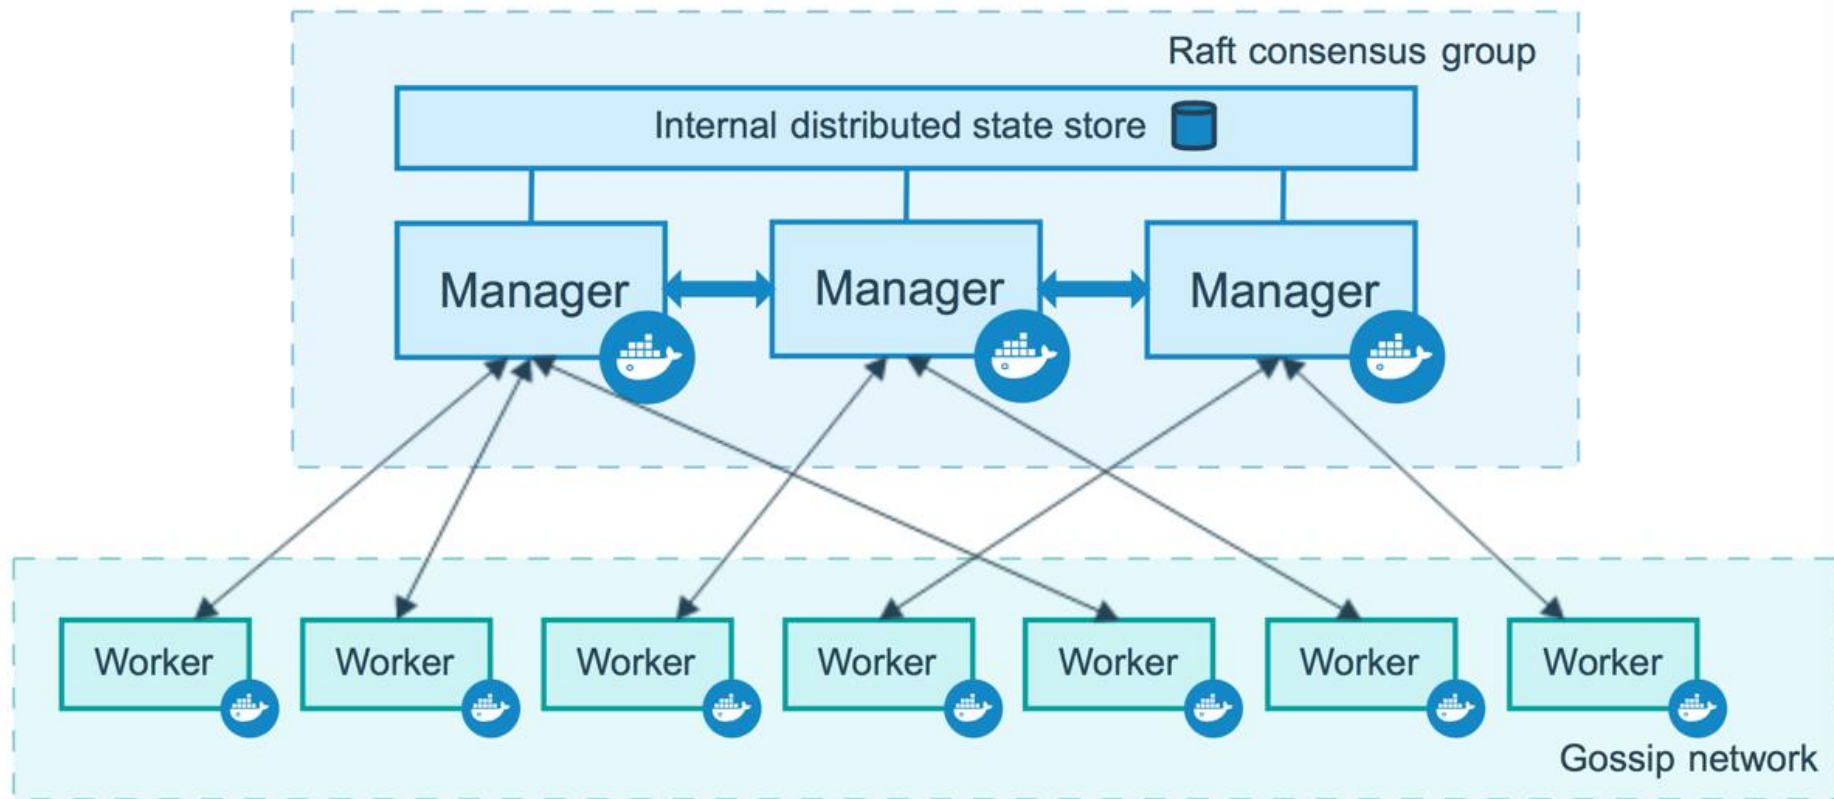 Raft consensus group
Internal distributed state store
Manager
Manager
Manager
Worker
Worker
Worker
Worker
Worker
Worker
Worker
Gossip network